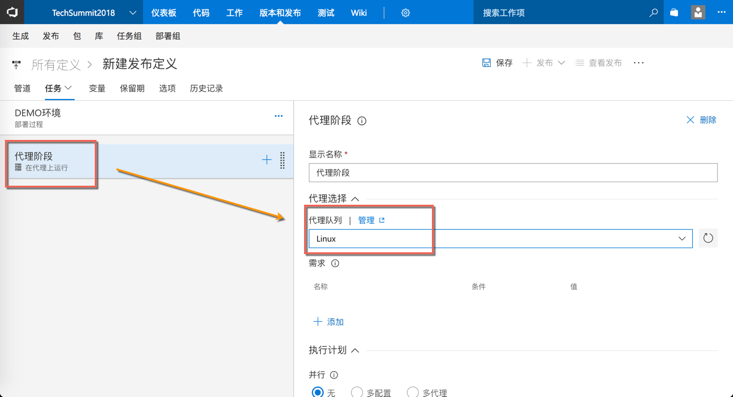 TechSummit2018 仪表板 代码 工作 版本和发布 测试 Wiki 搜索工作项
生成 发布 包 库 任务组 部署组
所有定义 > 新建发布定义 保存 发布 查看发布
管道 任务 变量 保留期 选项 历史记录
DEMO环境
部署过程
代理阶段
在代理上运行
代理阶段 删除
显示名称 *
代理阶段
代理选择
代理队列 | 管理
Linux
需求
名称 条件 值
添加
执行计划
并行
无 多配置 多代理